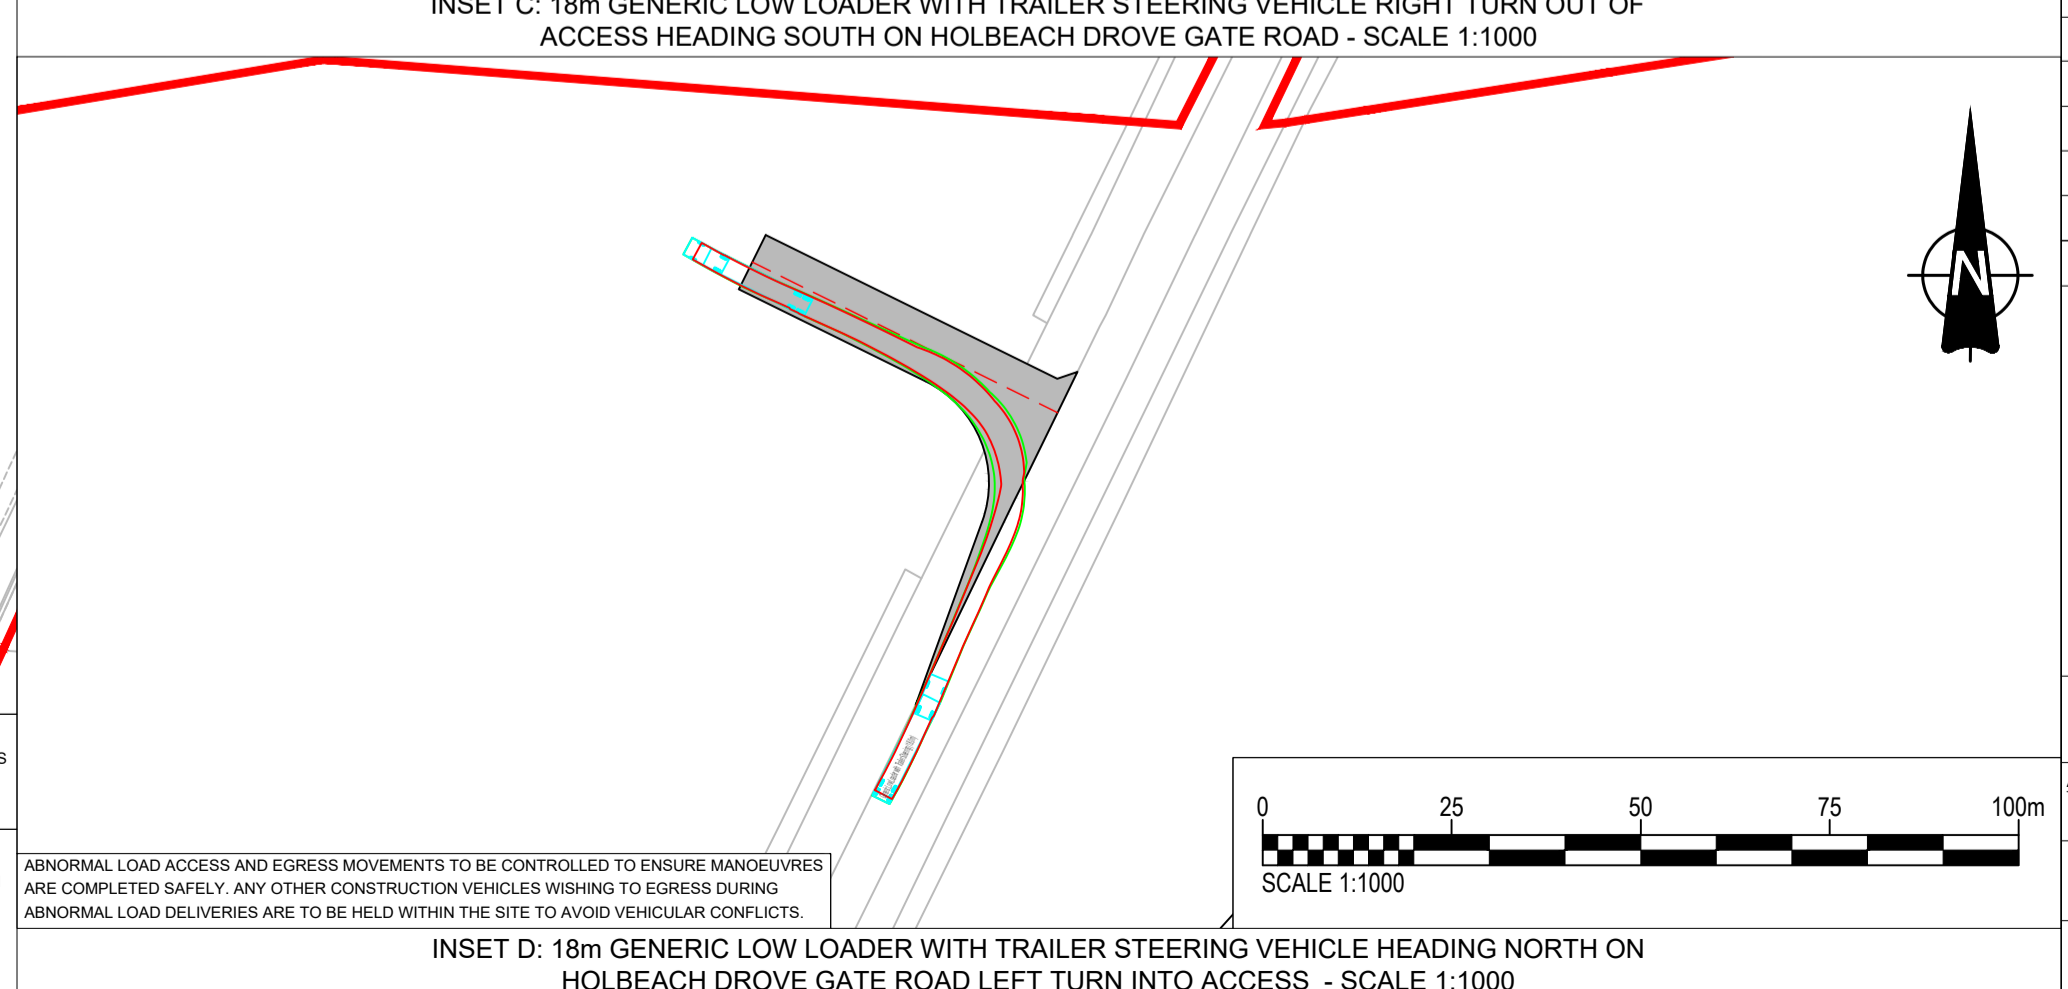 INSET C: 18m GENERIC LOW LOADER WITH TRAILER STEERING VEHICLE RIGHT TURN OUT OF
ACCESS HEADING SOUTH ON HOLBEACH DROVE GATE ROAD - SCALE 1:1000
N
S
0 25 50 75 100m
SCALE 1:1000
ABNORMAL LOAD ACCESS AND EGRESS MOVEMENTS TO BE CONTROLLED TO ENSURE MANOEUVRES
ARE COMPLETED SAFELY. ANY OTHER CONSTRUCTION VEHICLES WISHING TO EGRESS DURING
ABNORMAL LOAD DELIVERIES ARE TO BE HELD WITHIN THE SITE TO AVOID VEHICULAR CONFLICTS.
INSET D: 18m GENERIC LOW LOADER WITH TRAILER STEERING VEHICLE HEADING NORTH ON
HOLBEACH DROVE GATE ROAD LEFT TURN INTO ACCESS - SCALE 1:1000